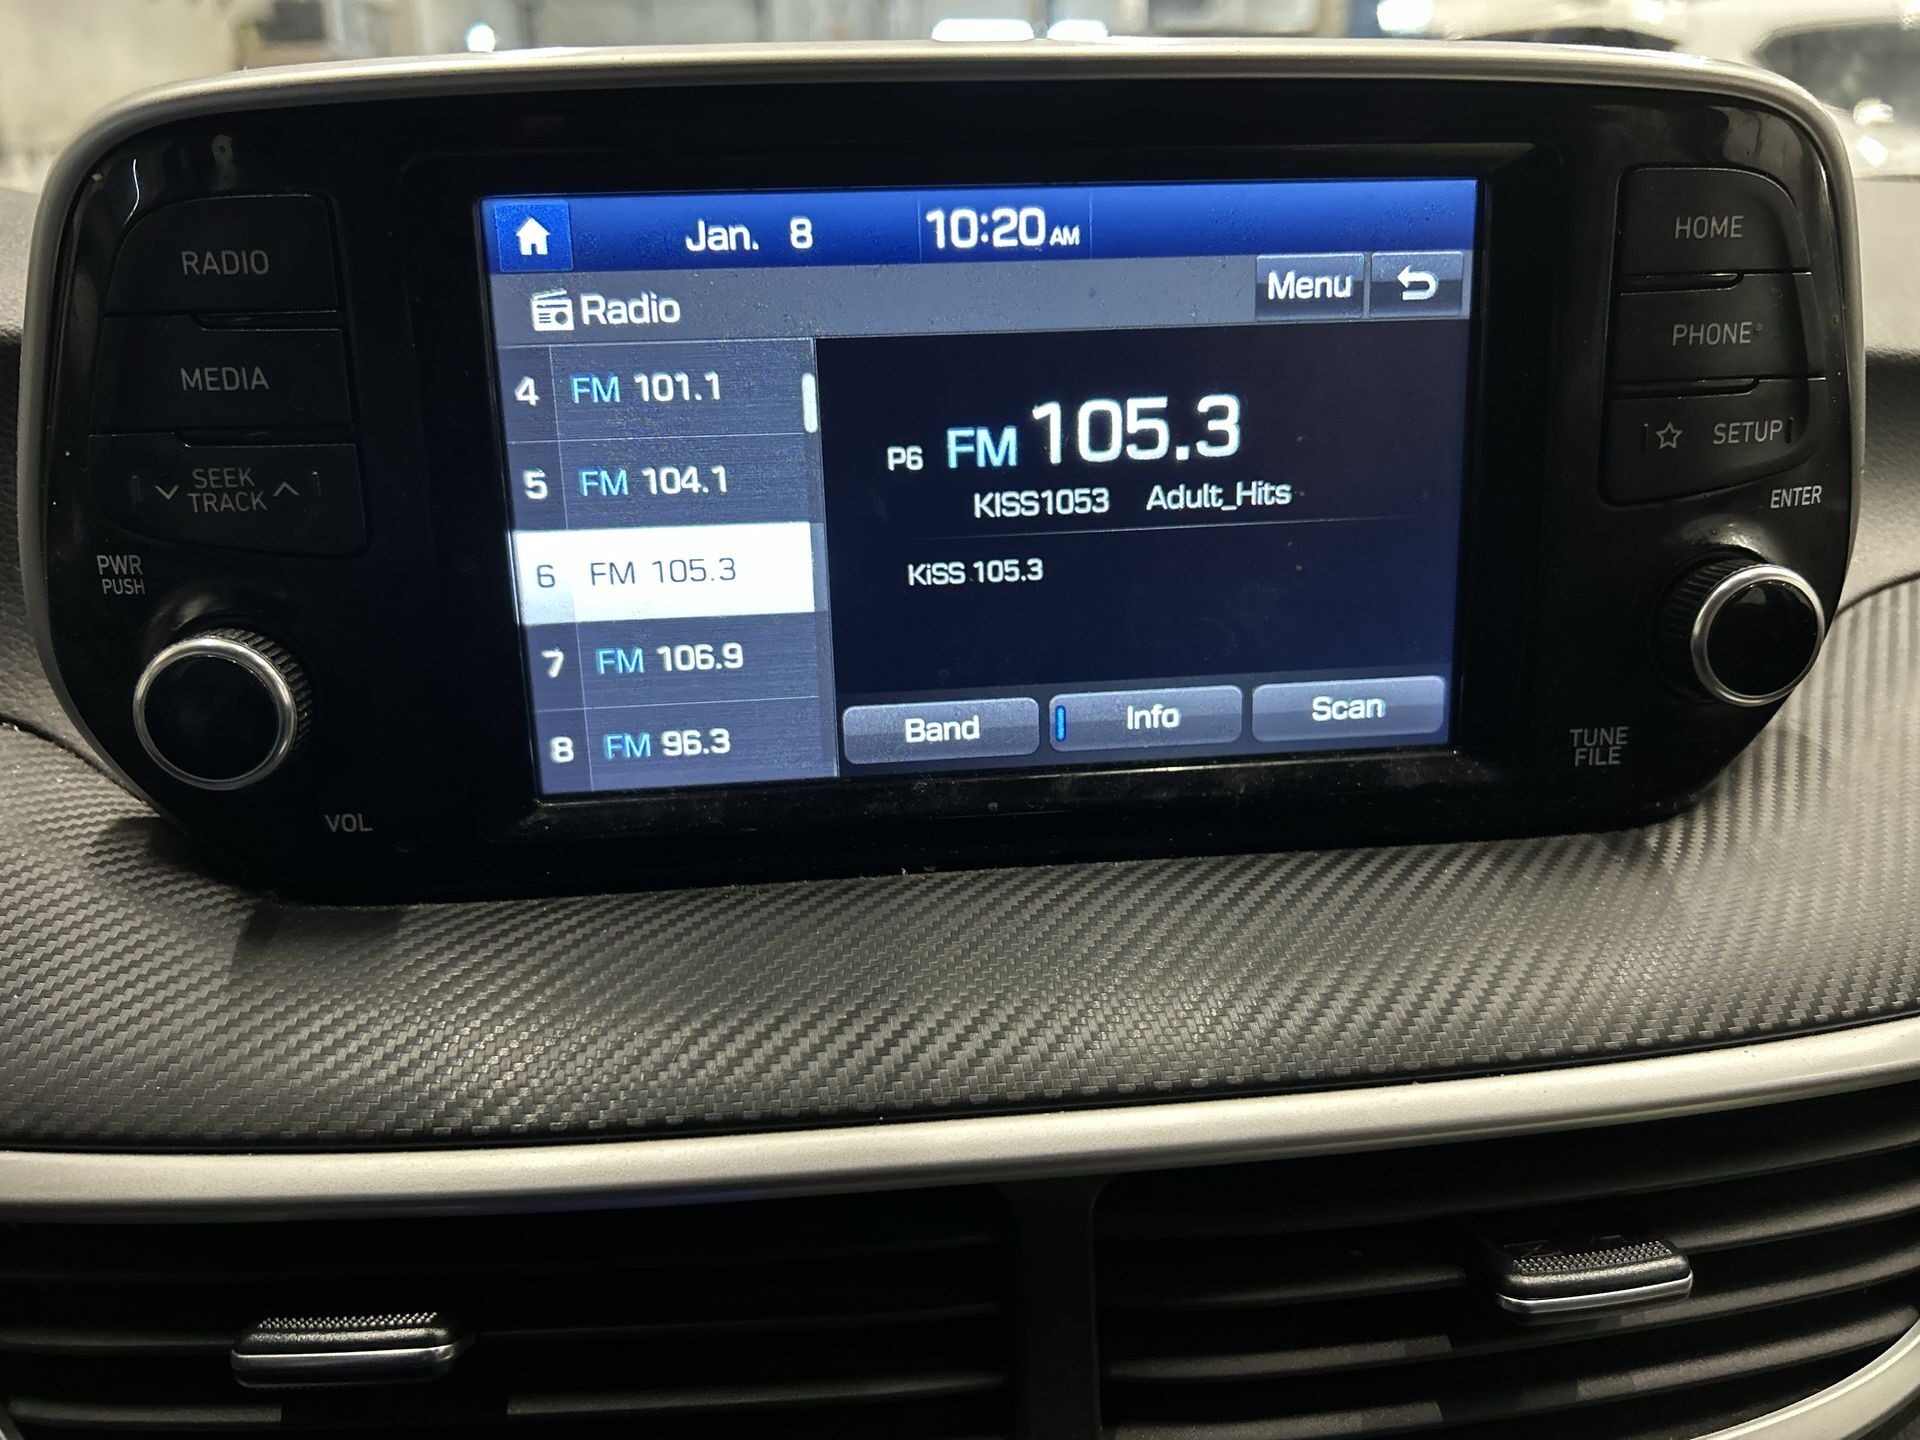 RADIO
MEDIA
SEEK
TRACK
PWR
PUSH
VOL
Jan. 8 10:20 AM
Radio Menu
4 FM 101.1
5 FM 104.1
6 FM 105.3
7 FM 106.9
8 FM 96.3
P6 FM 105.3
KISS1053 Adult_Hits
KiSS 105.3
Band Info Scan
HOME
PHONE
SETUP
ENTER
TUNE
FILE